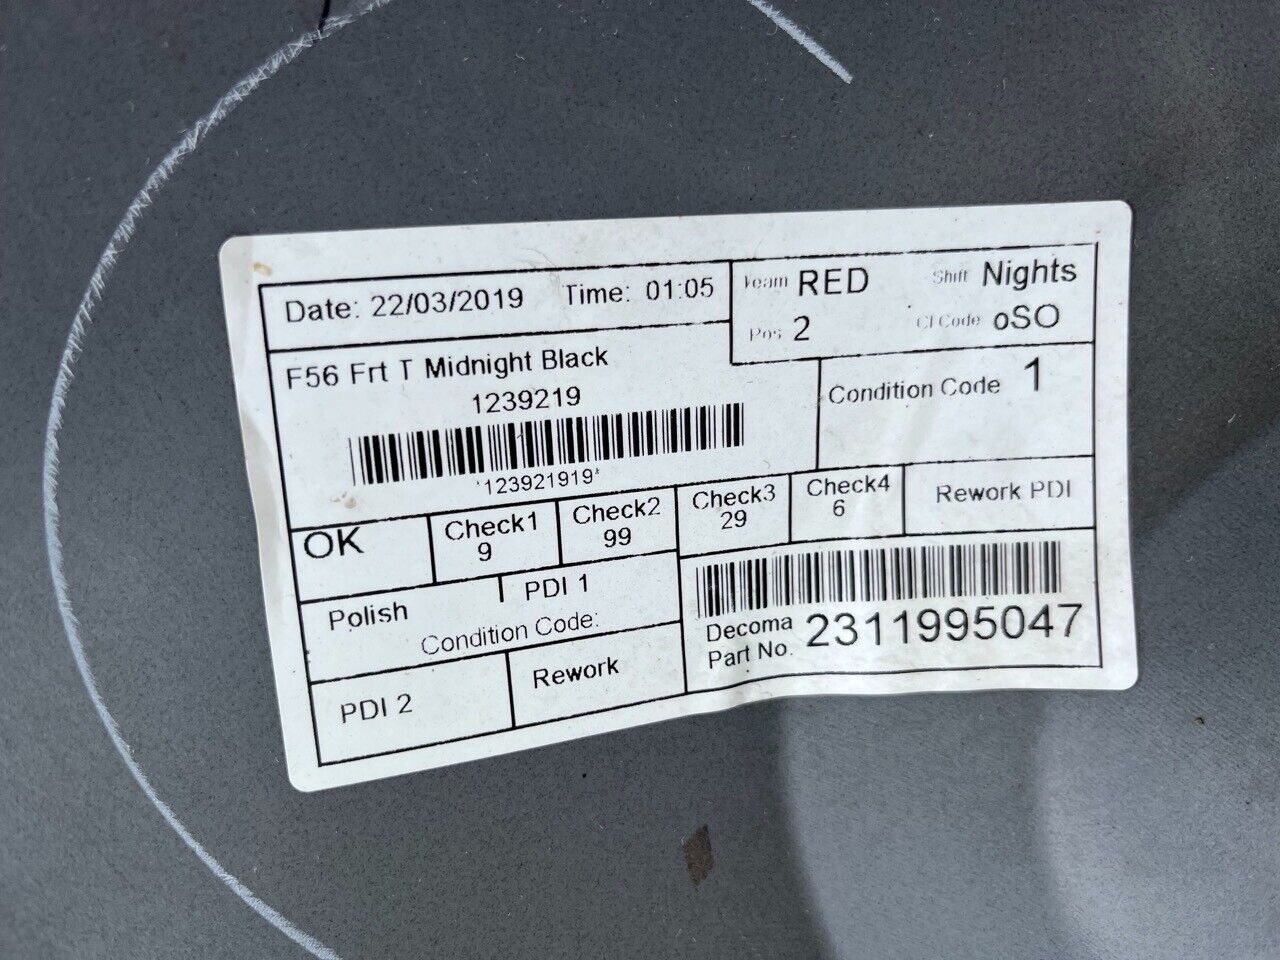 Date: 22/03/2019 Time: 01:05
Team RED Shift Nights
Pos 2 CI Code oSO
F56 Frt T Midnight Black
1239219
*123921919*
Condition Code 1
OK
Check1
9
Check2
99
Check3
29
Check4
6
Rework PDI
Polish
PDI 1
Condition Code:
Decoma
Part No. 2311995047
PDI 2
Rework